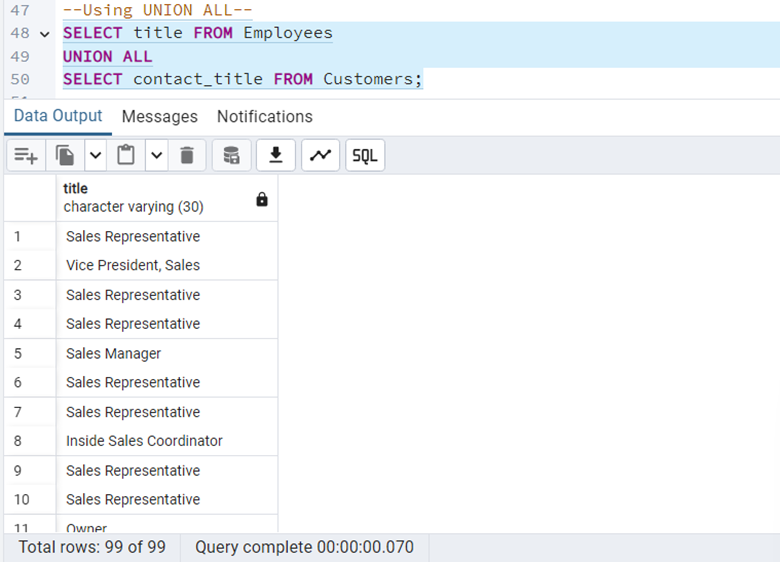 47 --Using UNION ALL--
48 SELECT title FROM Employees
49 UNION ALL
50 SELECT contact_title FROM Customers;
Data Output Messages Notifications
SQL
title
character varying (30)
1 Sales Representative
2 Vice President, Sales
3 Sales Representative
4 Sales Representative
5 Sales Manager
6 Sales Representative
7 Sales Representative
8 Inside Sales Coordinator
9 Sales Representative
10 Sales Representative
11 Owner
Total rows: 99 of 99 Query complete 00:00:00.070